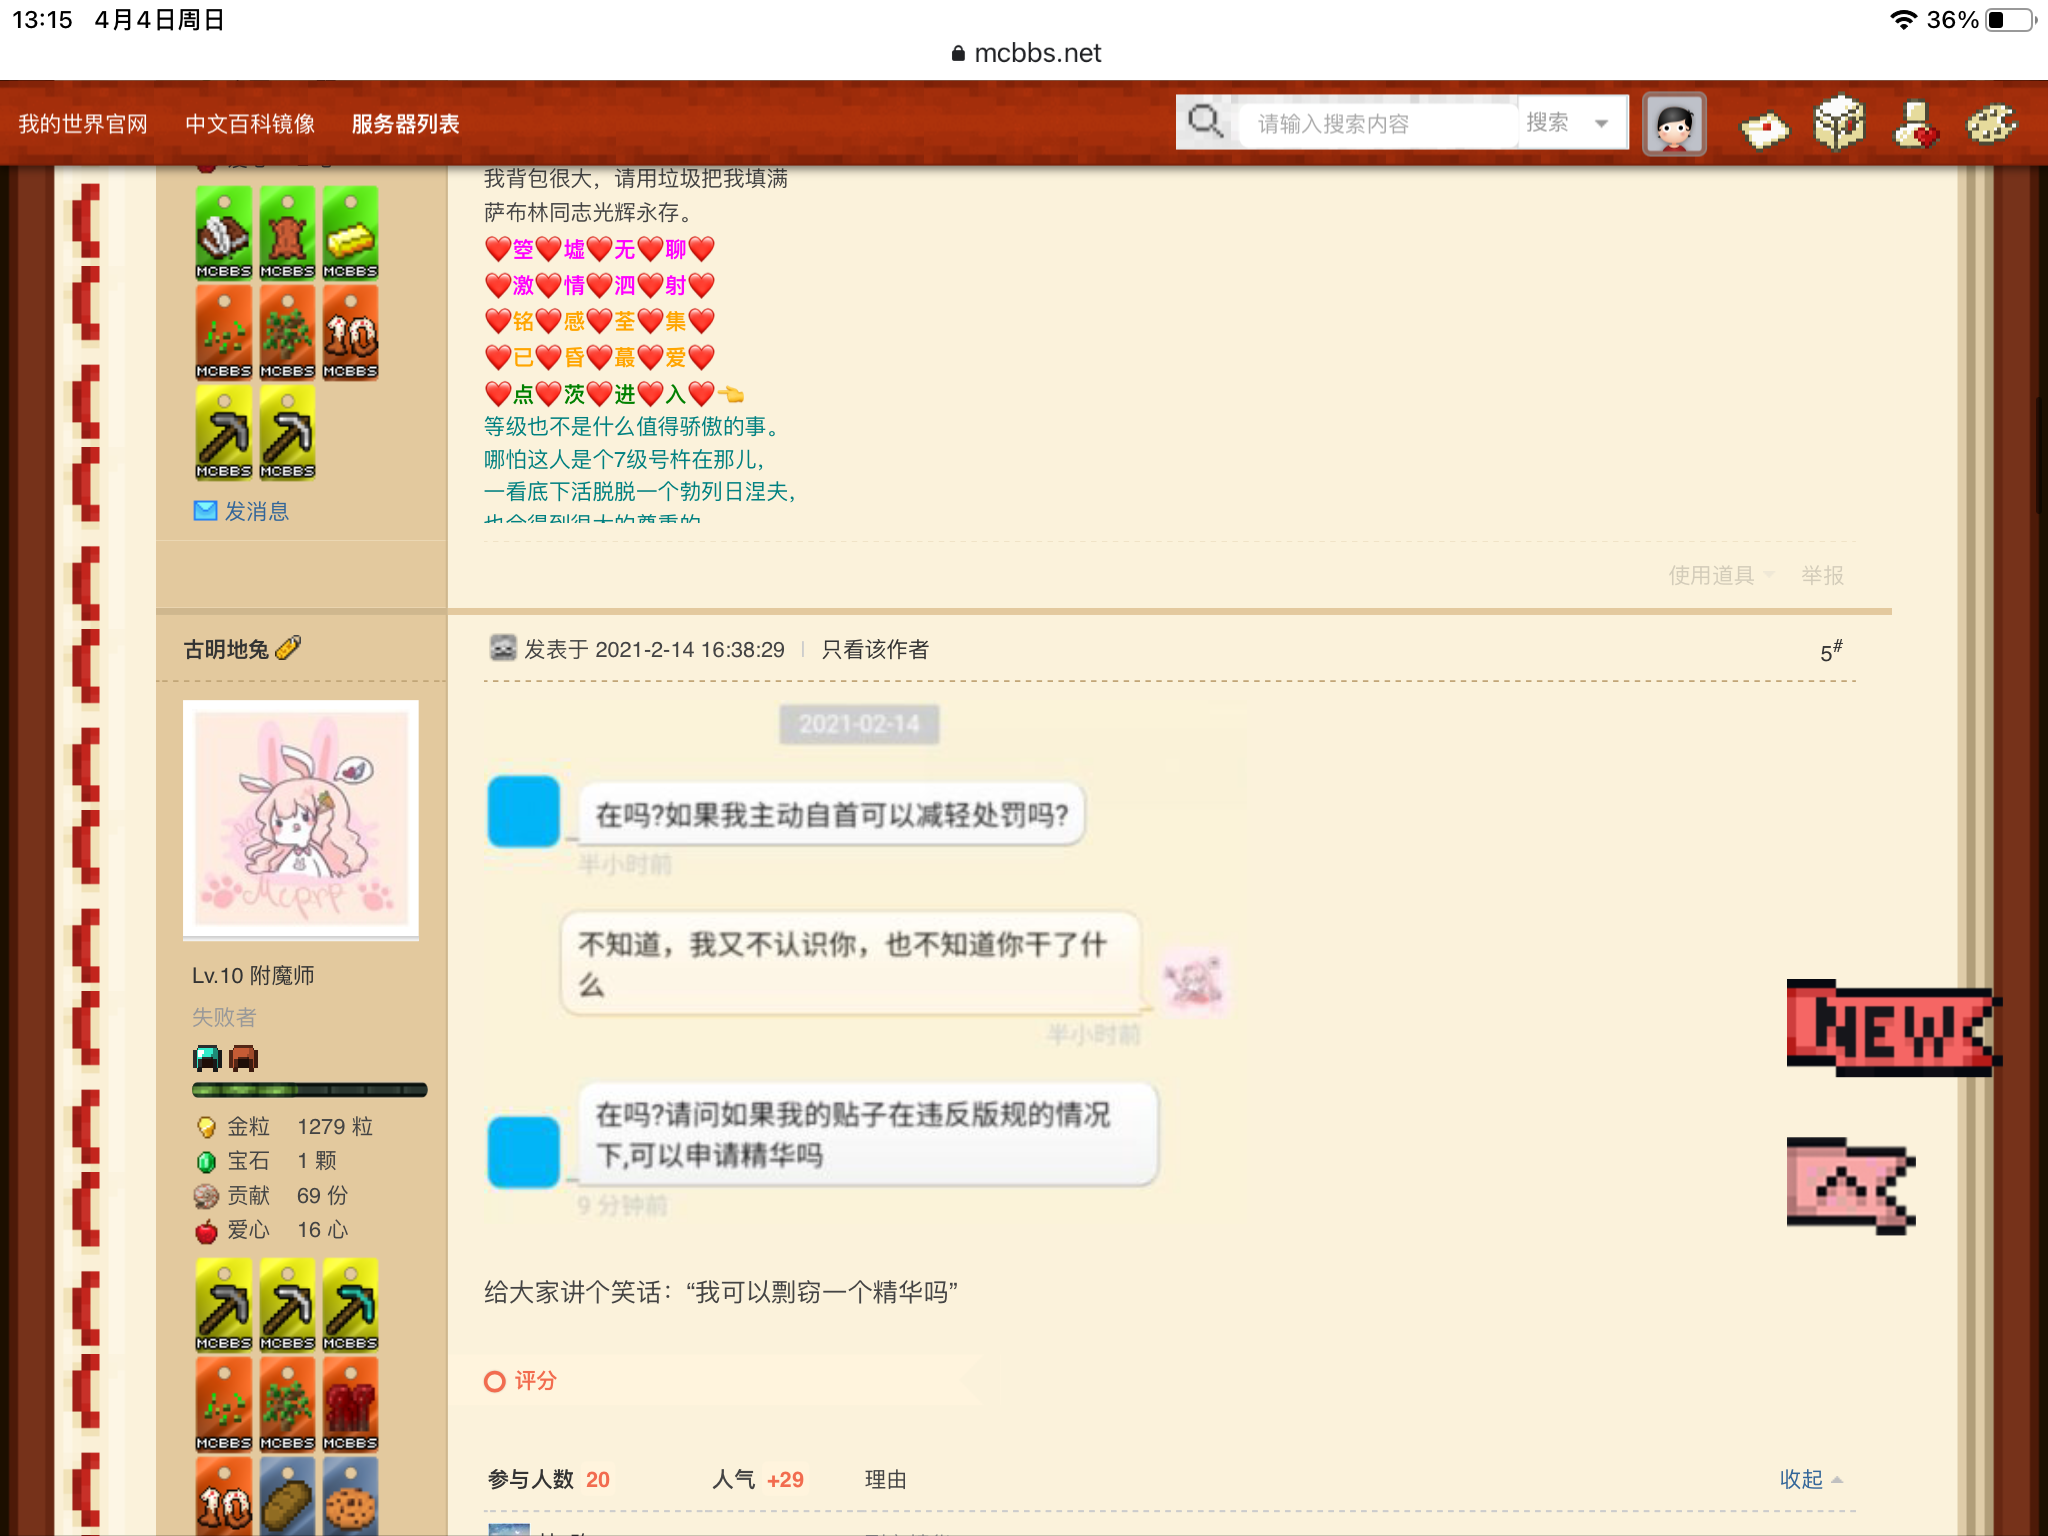 13:15 4月4日周日
36%
mcbbs.net
我的世界官网 中文百科镜像 服务器列表
请输入搜索内容 搜索
MCBBS MCBBS MCBBS
MCBBS MCBBS MCBBS
MCBBS MCBBS
发消息
我背包很大，请用垃圾把我填满
萨布林同志光辉永存。
❤️箜❤️墟❤️无❤️聊❤️
❤️激❤️情❤️泗❤️射❤️
❤️铭❤️感❤️荃❤️集❤️
❤️已❤️昏❤️蕞❤️爱❤️
❤️点❤️茨❤️进❤️入❤️👈
等级也不是什么值得骄傲的事。
哪怕这人是个7级号杵在那儿，
一看底下活脱脱一个勃列日涅夫，
也会得到很大的尊重的
使用道具 举报
古明地兔
发表于 2021-2-14 16:38:29 只看该作者
5#
Mcprp
Lv.10 附魔师
失败者
金粒 1279 粒
宝石 1 颗
贡献 69 份
爱心 16 心
MCBBS MCBBS MCBBS
MCBBS MCBBS MCBBS
2021-02-14
在吗?如果我主动自首可以减轻处罚吗?
半小时前
不知道，我又不认识你，也不知道你干了什
么
半小时前
在吗?请问如果我的贴子在违反版规的情况
下,可以申请精华吗
9 分钟前
给大家讲个笑话：“我可以剽窃一个精华吗”
评分
参与人数 20 人气 +29 理由 收起
NEW